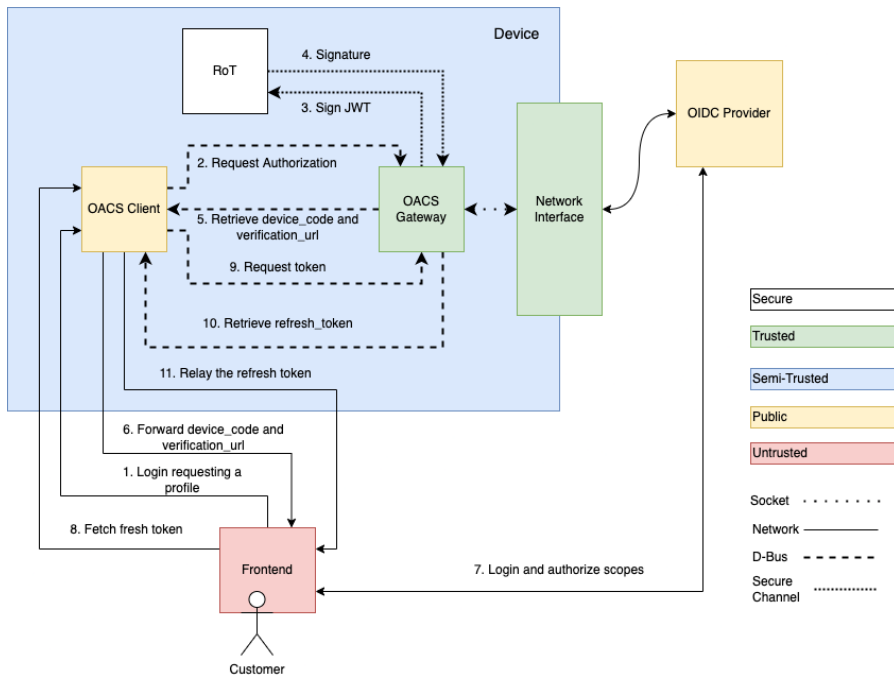 Device
RoT
4. Signature
3. Sign JWT
OIDC Provider
2. Request Authorization
OACS Client
OACS
Gateway
Network
Interface
5. Retrieve device_code and
verification_url
9. Request token
10. Retrieve refresh_token
11. Relay the refresh token
6. Forward device_code and
verification_url
1. Login requesting a
profile
8. Fetch fresh token
Frontend
7. Login and authorize scopes
Customer
Secure
Trusted
Semi-Trusted
Public
Untrusted
Socket
Network
D-Bus
Secure
Channel